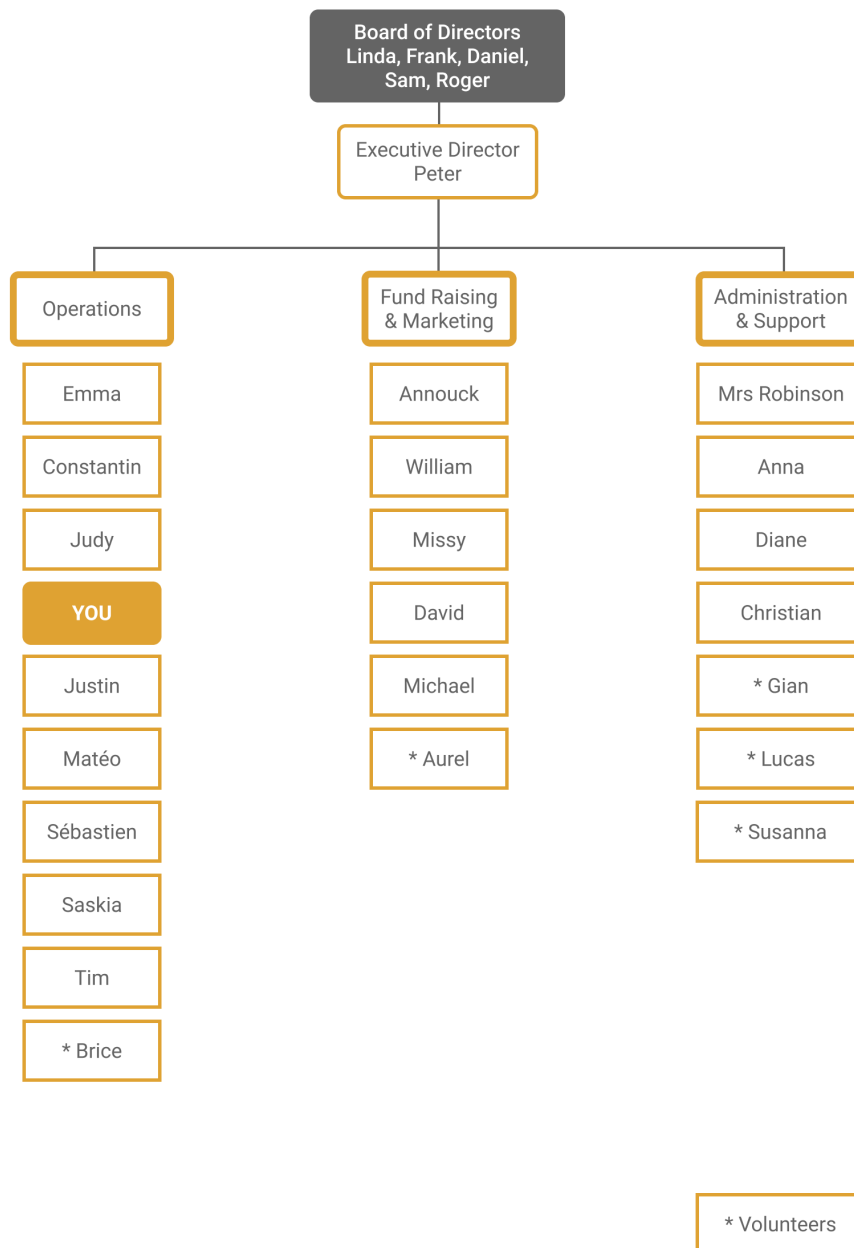 Board of Directors
Linda, Frank, Daniel,
Sam, Roger
Executive Director
Peter
Operations
Emma
Constantin
Judy
YOU
Justin
Matéo
Sébastien
Saskia
Tim
* Brice
Fund Raising
& Marketing
Annouck
William
Missy
David
Michael
* Aurel
Administration
& Support
Mrs Robinson
Anna
Diane
Christian
* Gian
* Lucas
* Susanna
* Volunteers